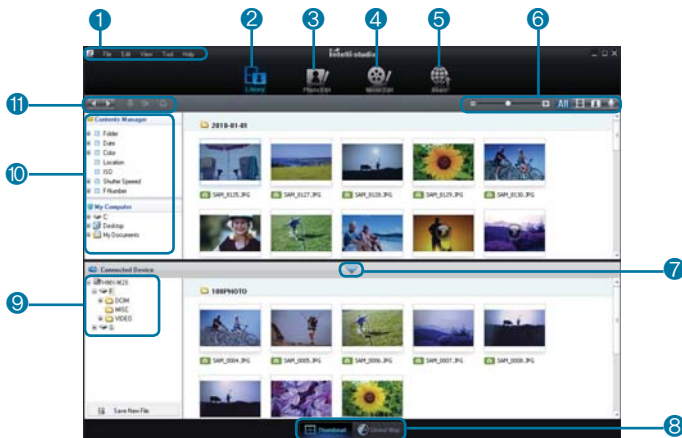 1 2 3 4 5 6
File Edit View Tool Help
intelli-studio
Library Photo Edit Movie Edit Share
11
All
Contents Manager
2010-01-01
Folder
Date
Color
Location
ISO
Shutter Speeed
F Number
10
SAM_0125.JPG SAM_0127.JPG SAM_0128.JPG SAM_0129.JPG SAM_0130.JPG
My Computer
C
Desktop
My Documents
Connected Device
7
9
HMX-M20
E
DCIM
MISC
VIDEO
G
100PHOTO
SAM_0004.JPG SAM_0005.JPG SAM_0006.JPG SAM_0007.JPG SAM_0008.JPG
Save New File
Thumbnail Global Map
8